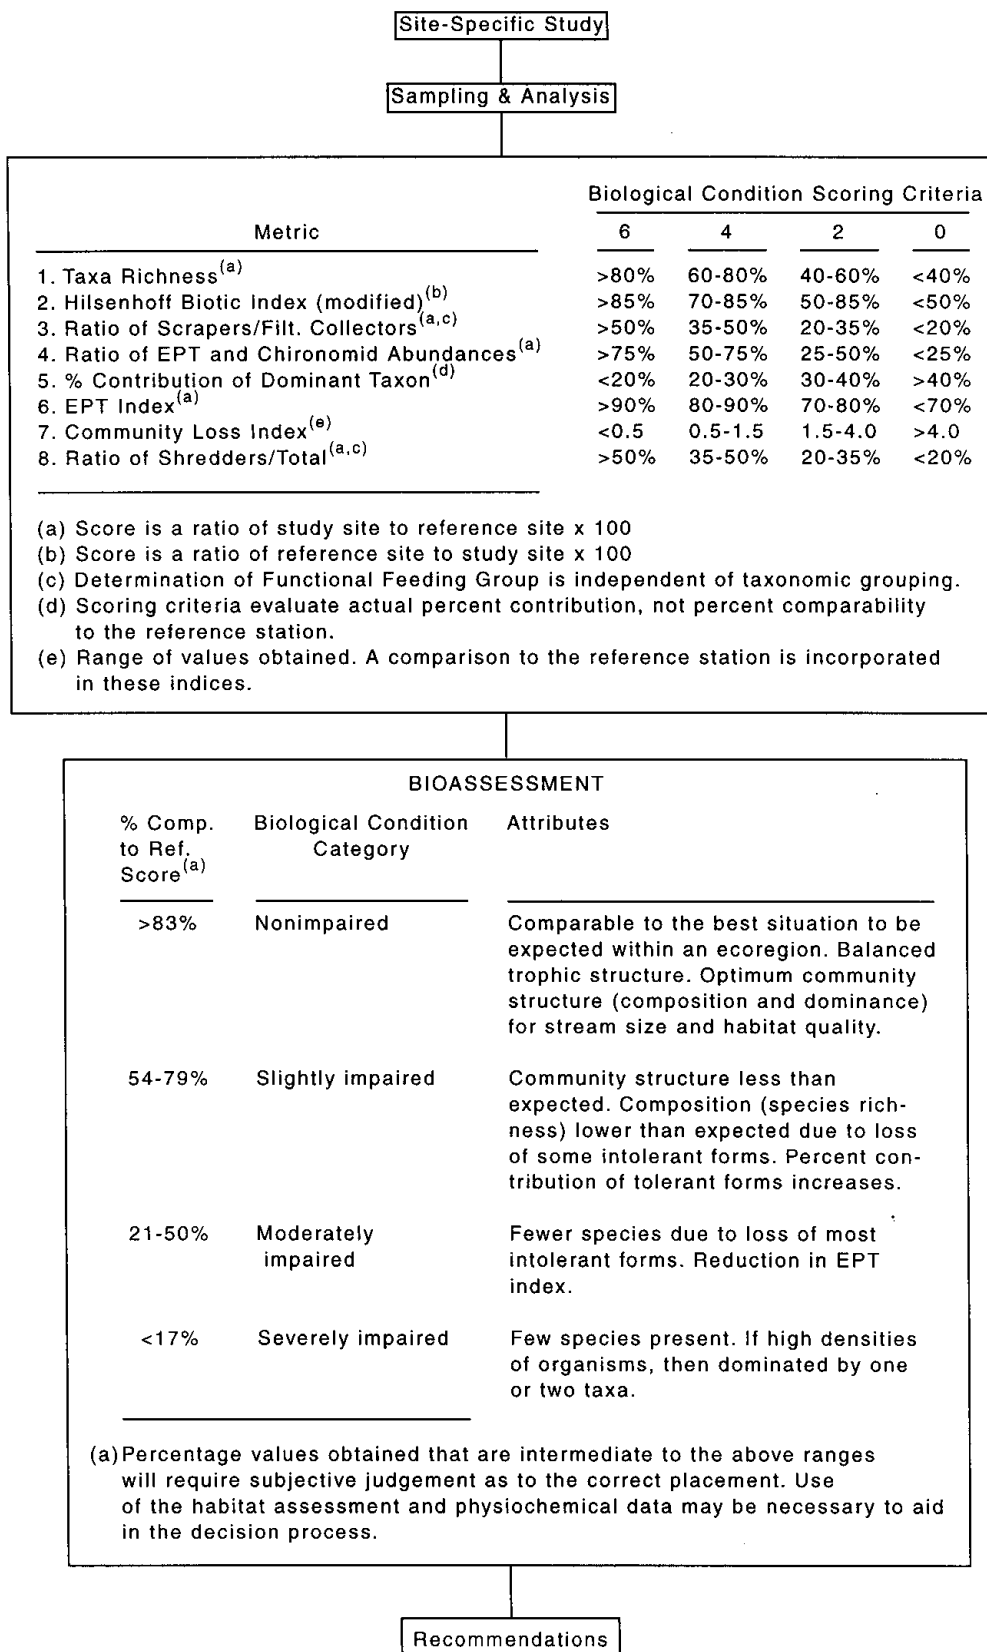 Site-Specific Study
Sampling & Analysis
Biological Condition Scoring Criteria
Metric 6 4 2 0
1. Taxa Richness(a) >80% 60-80% 40-60% <40%
2. Hilsenhoff Biotic Index (modified)(b) >85% 70-85% 50-85% <50%
3. Ratio of Scrapers/Filt. Collectors(a,c) >50% 35-50% 20-35% <20%
4. Ratio of EPT and Chironomid Abundances(a) >75% 50-75% 25-50% <25%
5. % Contribution of Dominant Taxon(d) <20% 20-30% 30-40% >40%
6. EPT Index(a) >90% 80-90% 70-80% <70%
7. Community Loss Index(e) <0.5 0.5-1.5 1.5-4.0 >4.0
8. Ratio of Shredders/Total(a,c) >50% 35-50% 20-35% <20%
(a) Score is a ratio of study site to reference site x 100
(b) Score is a ratio of reference site to study site x 100
(c) Determination of Functional Feeding Group is independent of taxonomic grouping.
(d) Scoring criteria evaluate actual percent contribution, not percent comparability
to the reference station.
(e) Range of values obtained. A comparison to the reference station is incorporated
in these indices.
BIOASSESSMENT
% Comp. Biological Condition Attributes
to Ref. Category
Score(a)
>83% Nonimpaired Comparable to the best situation to be
expected within an ecoregion. Balanced
trophic structure. Optimum community
structure (composition and dominance)
for stream size and habitat quality.
54-79% Slightly impaired Community structure less than
expected. Composition (species rich-
ness) lower than expected due to loss
of some intolerant forms. Percent con-
tribution of tolerant forms increases.
21-50% Moderately Fewer species due to loss of most
impaired intolerant forms. Reduction in EPT
index.
<17% Severely impaired Few species present. If high densities
of organisms, then dominated by one
or two taxa.
(a) Percentage values obtained that are intermediate to the above ranges
will require subjective judgement as to the correct placement. Use
of the habitat assessment and physiochemical data may be necessary to aid
in the decision process.
Recommendations